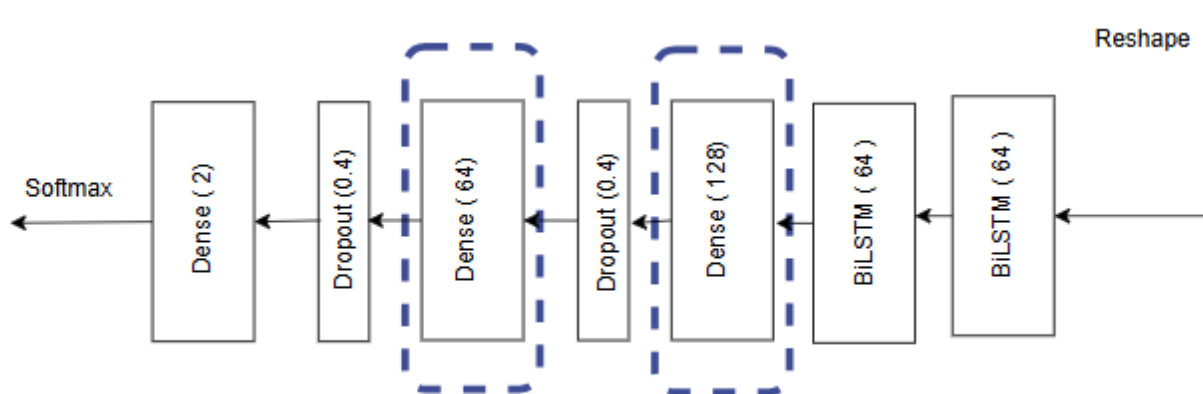 Reshape
Softmax
Dense ( 2)
Dropout (0.4)
Dense ( 64)
Dropout (0.4)
Dense ( 128)
BiLSTM ( 64 )
BiLSTM ( 64 )